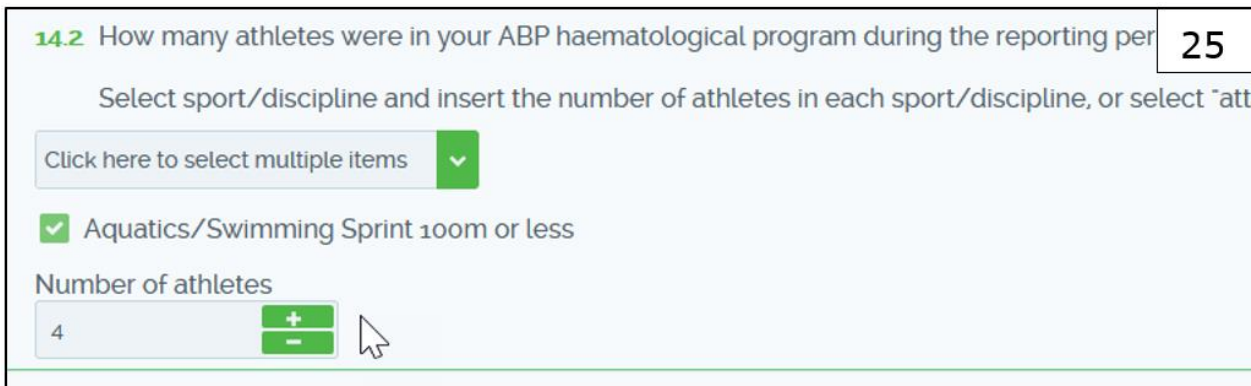 14.2 How many athletes were in your ABP haematological program during the reporting per
25
Select sport/discipline and insert the number of athletes in each sport/discipline, or select "att
Click here to select multiple items
Aquatics/Swimming Sprint 100m or less
Number of athletes
4